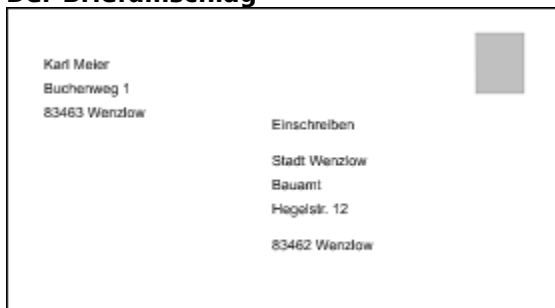 Der Briefumschlag
Karl Meier
Buchenweg 1
83463 Wenzlow
Einschreiben
Stadt Wenzlow
Bauamt
Hegelstr. 12
83462 Wenzlow